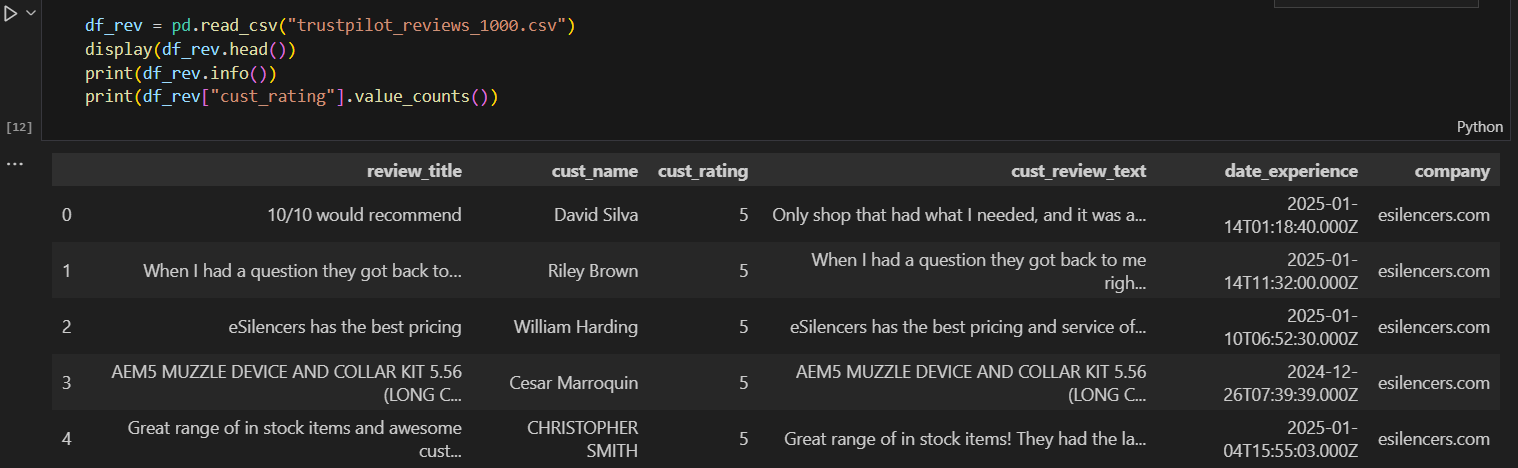 df_rev = pd.read_csv("trustpilot_reviews_1000.csv")
display(df_rev.head())
print(df_rev.info())
print(df_rev["cust_rating"].value_counts())
[12]
Python
...
review_title cust_name cust_rating cust_review_text date_experience company
0 10/10 would recommend David Silva 5 Only shop that had what I needed, and it was a... 2025-01-
14T01:18:40.000Z esilencers.com
1 When I had a question they got back to... Riley Brown 5 When I had a question they got back to me
righ... 2025-01-
14T11:32:00.000Z esilencers.com
2 eSilencers has the best pricing William Harding 5 eSilencers has the best pricing and service of... 2025-01-
10T06:52:30.000Z esilencers.com
3 AEM5 MUZZLE DEVICE AND COLLAR KIT 5.56
(LONG C... Cesar Marroquin 5 AEM5 MUZZLE DEVICE AND COLLAR KIT 5.56
(LONG C... 2024-12-
26T07:39:39.000Z esilencers.com
4 Great range of in stock items and awesome
cust... CHRISTOPHER
SMITH 5 Great range of in stock items! They had the la... 2025-01-
04T15:55:03.000Z esilencers.com